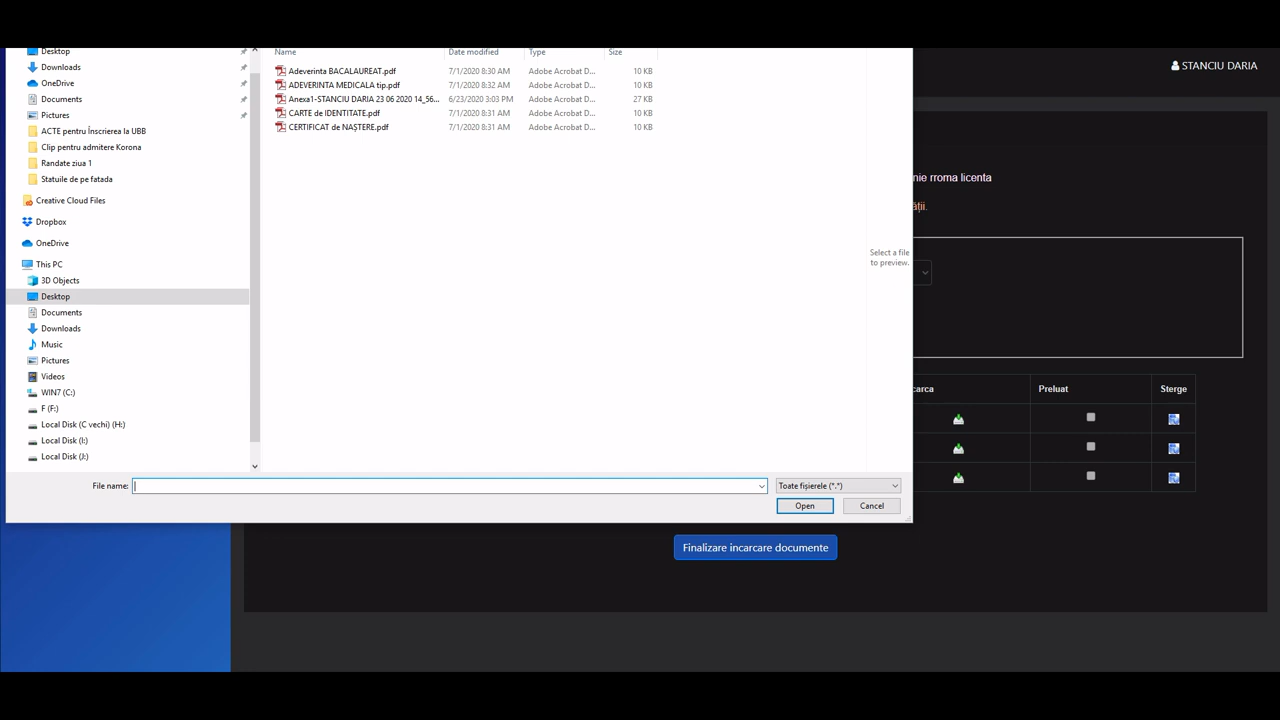 Desktop
Downloads
OneDrive
Documents
Pictures
ACTE pentru Înscrierea la UBB
Clip pentru admitere Korona
Randate ziua 1
Statuile de pe fatada
Creative Cloud Files
Dropbox
OneDrive
This PC
3D Objects
Desktop
Documents
Downloads
Music
Pictures
Videos
WIN7 (C:)
F (F:)
Local Disk (C vechi) (H:)
Local Disk (I:)
Local Disk (J:)
Name Date modified Type Size
Adeverinta BACALAUREAT.pdf 7/1/2020 8:30 AM Adobe Acrobat D... 10 KB
ADEVERINTA MEDICALA tip.pdf 7/1/2020 8:32 AM Adobe Acrobat D... 10 KB
Anexa1-STANCIU DARIA 23 06 2020 14_56... 6/23/2020 3:03 PM Adobe Acrobat D... 27 KB
CARTE de IDENTITATE.pdf 7/1/2020 8:31 AM Adobe Acrobat D... 10 KB
CERTIFICAT de NAȘTERE.pdf 7/1/2020 8:31 AM Adobe Acrobat D... 10 KB
Select a file
to preview.
File name: Toate fișierele (*.*)
Open Cancel
STANCIU DARIA
nie rroma licenta
ății.
carca Preluat Sterge
Finalizare incarcare documente